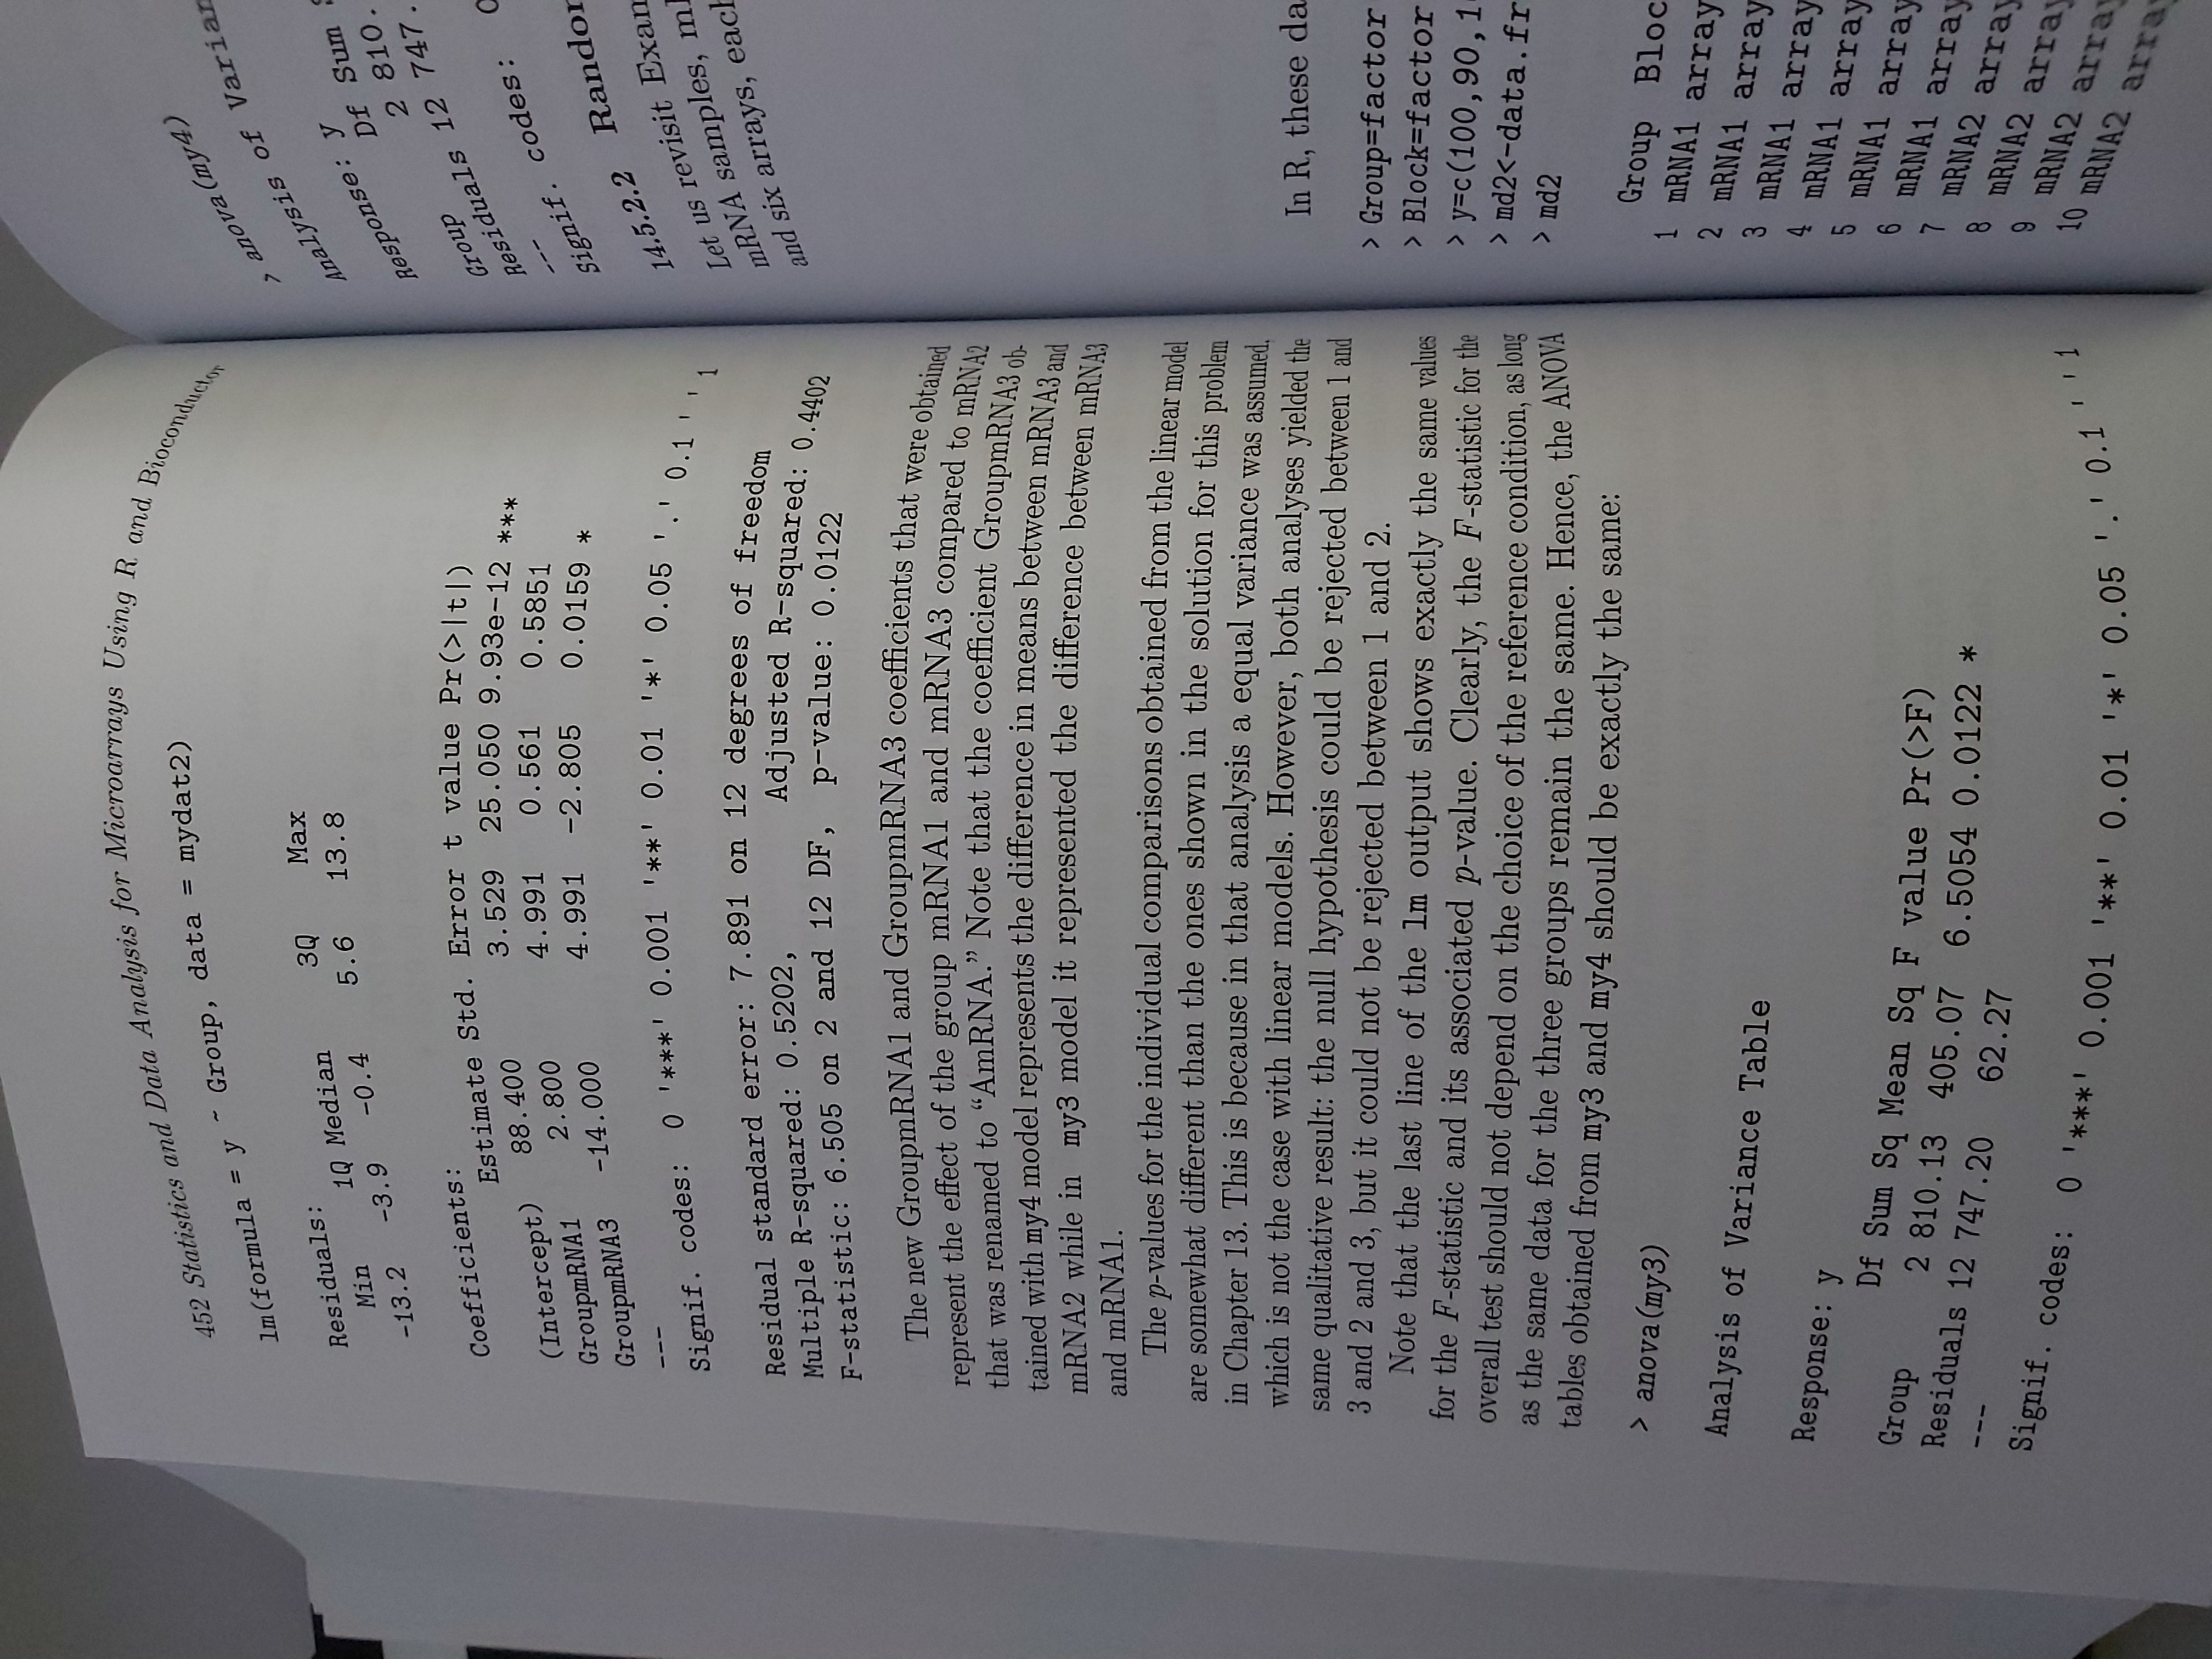 452 Statistics and Data Analysis for Microarrays Using R and Bioconductor
lm(formula = y ~ Group, data = mydat2)
Residuals:
Min 1Q Median 3Q Max
-13.2 -3.9 -0.4 5.6 13.8
Coefficients:
Estimate Std. Error t value Pr(>|t|)
(Intercept) 88.400 3.529 25.050 9.93e-12 ***
GroupmRNA1 2.800 4.991 0.561 0.5851
GroupmRNA3 -14.000 4.991 -2.805 0.0159 *
---
Signif. codes: 0 '***' 0.001 '**' 0.01 '*' 0.05 '.' 0.1 ' ' 1
Residual standard error: 7.891 on 12 degrees of freedom
Multiple R-squared: 0.5202, Adjusted R-squared: 0.4402
F-statistic: 6.505 on 2 and 12 DF, p-value: 0.0122
The new GroupmRNA1 and GroupmRNA3 coefficients that were obtained
represent the effect of the group mRNA1 and mRNA3 compared to mRNA2
that was renamed to “AmRNA.” Note that the coefficient GroupmRNA3 ob-
tained with my4 model represents the difference in means between mRNA3 and
mRNA2 while in my3 model it represented the difference between mRNA3
and mRNA1.
The p-values for the individual comparisons obtained from the linear model
are somewhat different than the ones shown in the solution for this problem
in Chapter 13. This is because in that analysis a equal variance was assumed,
which is not the case with linear models. However, both analyses yielded the
same qualitative result: the null hypothesis could be rejected between 1 and
3 and 2 and 3, but it could not be rejected between 1 and 2.
Note that the last line of the lm output shows exactly the same values
for the F-statistic and its associated p-value. Clearly, the F-statistic for the
overall test should not depend on the choice of the reference condition, as long
as the same data for the three groups remain the same. Hence, the ANOVA
tables obtained from my3 and my4 should be exactly the same:
> anova(my3)
Analysis of Variance Table
Response: y
Df Sum Sq Mean Sq F value Pr(>F)
Group 2 810.13 405.07 6.5054 0.0122 *
Residuals 12 747.20 62.27
---
Signif. codes: 0 '***' 0.001 '**' 0.01 '*' 0.05 '.' 0.1 ' ' 1
> anova(my4)
Analysis of Varian
Response: y
Df Sum
Group 2 810.
Residuals 12 747.
---
Signif. codes: 0
14.5.2.2 Random
Let us revisit Exam
mRNA samples,
and six arrays, each
In R, these da
> Group=factor
> Block=factor
> y=c(100,90,1
> md2<-data.fr
> md2
Group Bloc
1 mRNA1 array
2 mRNA1 array
3 mRNA1 array
4 mRNA1 array
5 mRNA1 array
6 mRNA1 array
7 mRNA2 array
8 mRNA2 array
9 mRNA2 array
10 mRNA2 array